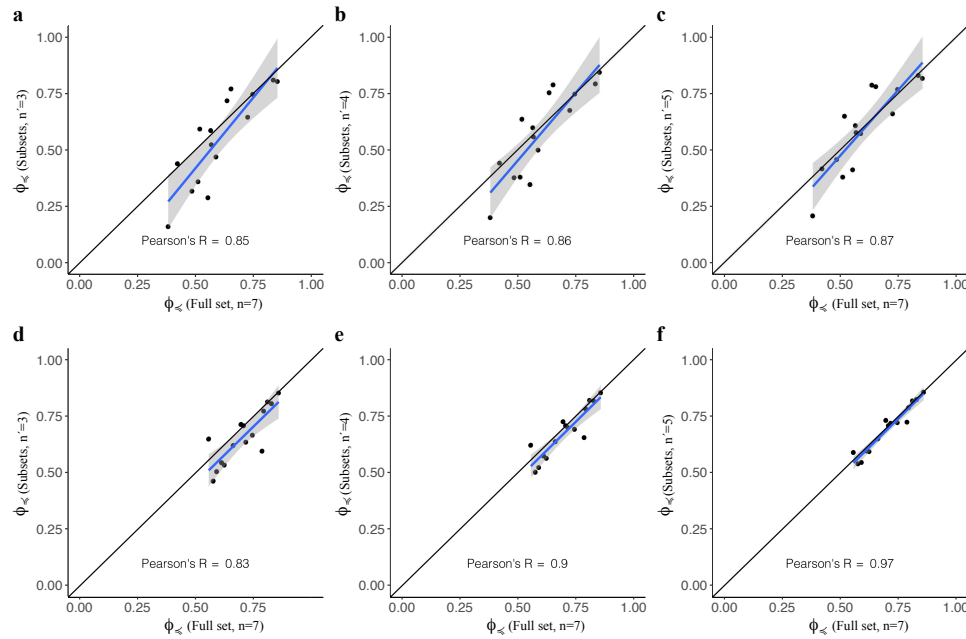 a
1.00
0.75
0.50
0.25
0.00
ϕ≼ (Subsets, n´=3)
Pearson's R = 0.85
0.00 0.25 0.50 0.75 1.00
ϕ≼ (Full set, n=7)
b
1.00
0.75
0.50
0.25
0.00
ϕ≼ (Subsets, n´=4)
Pearson's R = 0.86
0.00 0.25 0.50 0.75 1.00
ϕ≼ (Full set, n=7)
c
1.00
0.75
0.50
0.25
0.00
ϕ≼ (Subsets, n´=5)
Pearson's R = 0.87
0.00 0.25 0.50 0.75 1.00
ϕ≼ (Full set, n=7)
d
1.00
0.75
0.50
0.25
0.00
ϕ≼ (Subsets, n´=3)
Pearson's R = 0.83
0.00 0.25 0.50 0.75 1.00
ϕ≼ (Full set, n=7)
e
1.00
0.75
0.50
0.25
0.00
ϕ≼ (Subsets, n´=4)
Pearson's R = 0.9
0.00 0.25 0.50 0.75 1.00
ϕ≼ (Full set, n=7)
f
1.00
0.75
0.50
0.25
0.00
ϕ≼(Subsets, n´=5)
Pearson's R = 0.97
0.00 0.25 0.50 0.75 1.00
ϕ≼ (Full set, n=7)